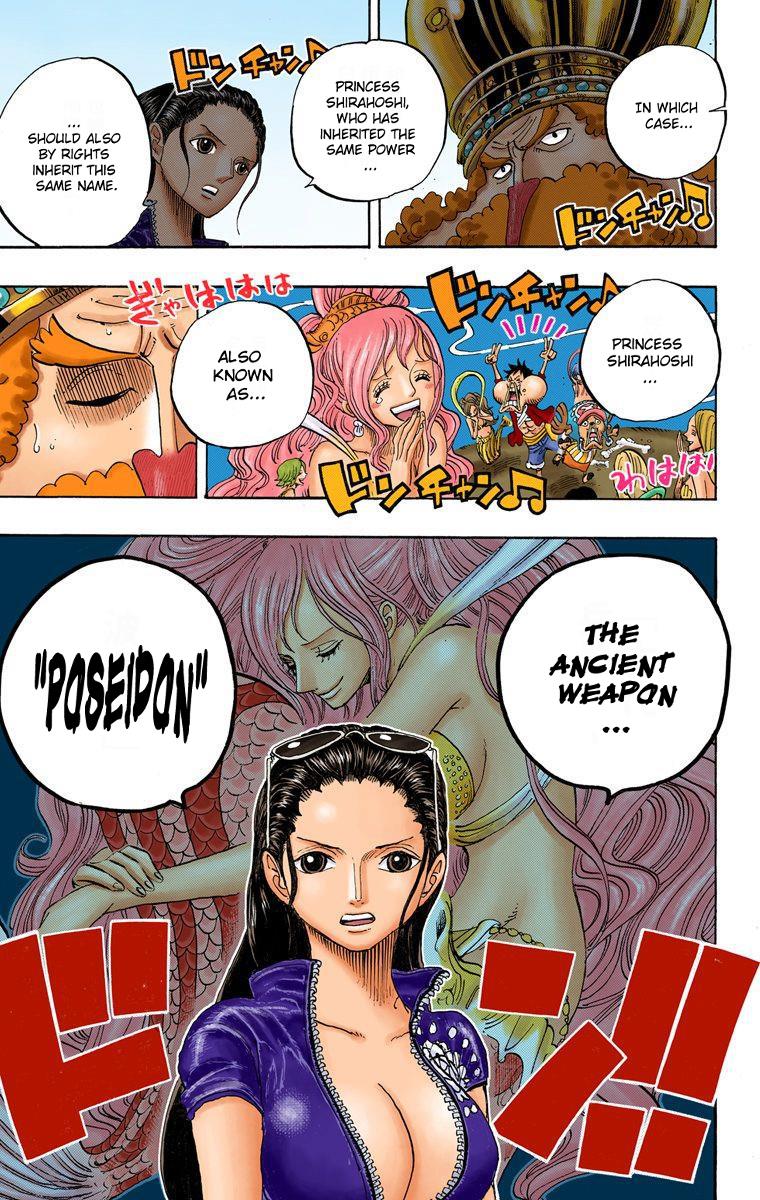 IN WHICH
CASE...
PRINCESS
SHIRAHOSHI,
WHO HAS
INHERITED THE
SAME POWER
...
...
SHOULD ALSO
BY RIGHTS
INHERIT THIS
SAME NAME.
ドンチャン♫
ドンチャン♫
PRINCESS
SHIRAHOSHI
...
ALSO
KNOWN
AS...
ドンチャン♫
わははは
ドンチャン♫
ぎゃはははは
THE
ANCIENT
WEAPON
...
"POSEIDON"
ドン!!